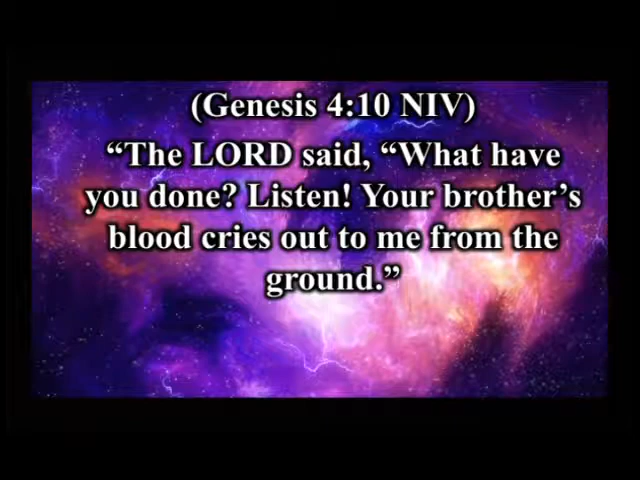 (Genesis 4:10 NIV)
“The LORD said, “What have
you done? Listen! Your brother’s
blood cries out to me from the
ground.”